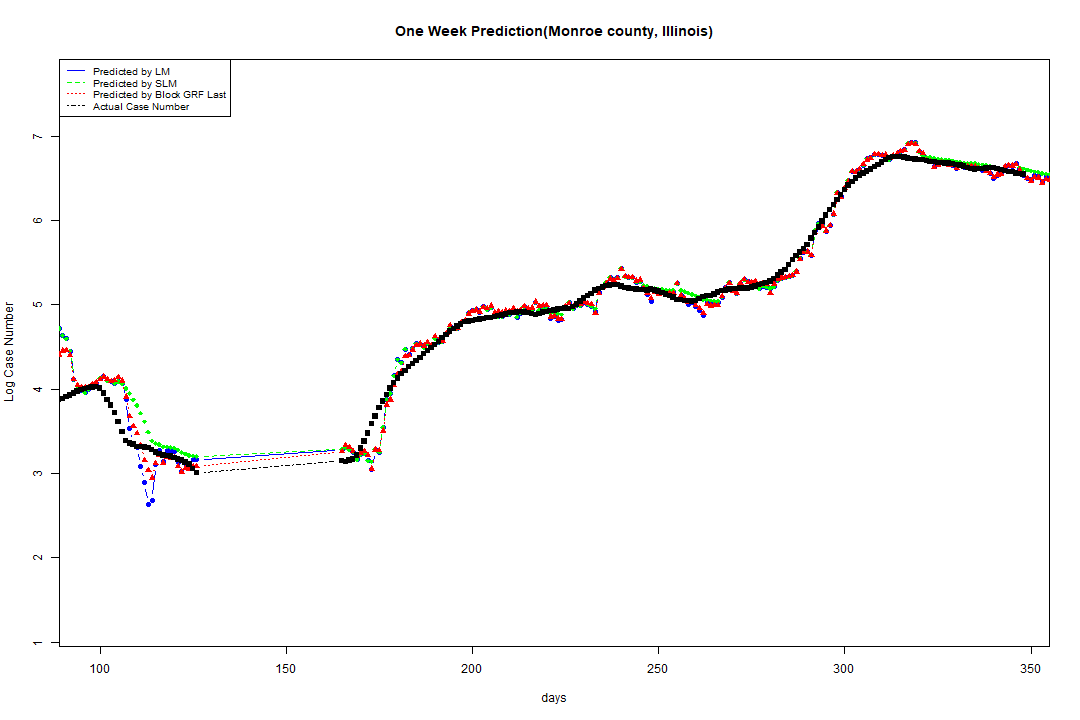 One Week Prediction(Monroe county, Illinois)
Predicted by LM
Predicted by SLM
Predicted by Block GRF Last
Actual Case Number
Log Case Number
7
6
5
4
3
2
1
100 150 200 250 300 350
days